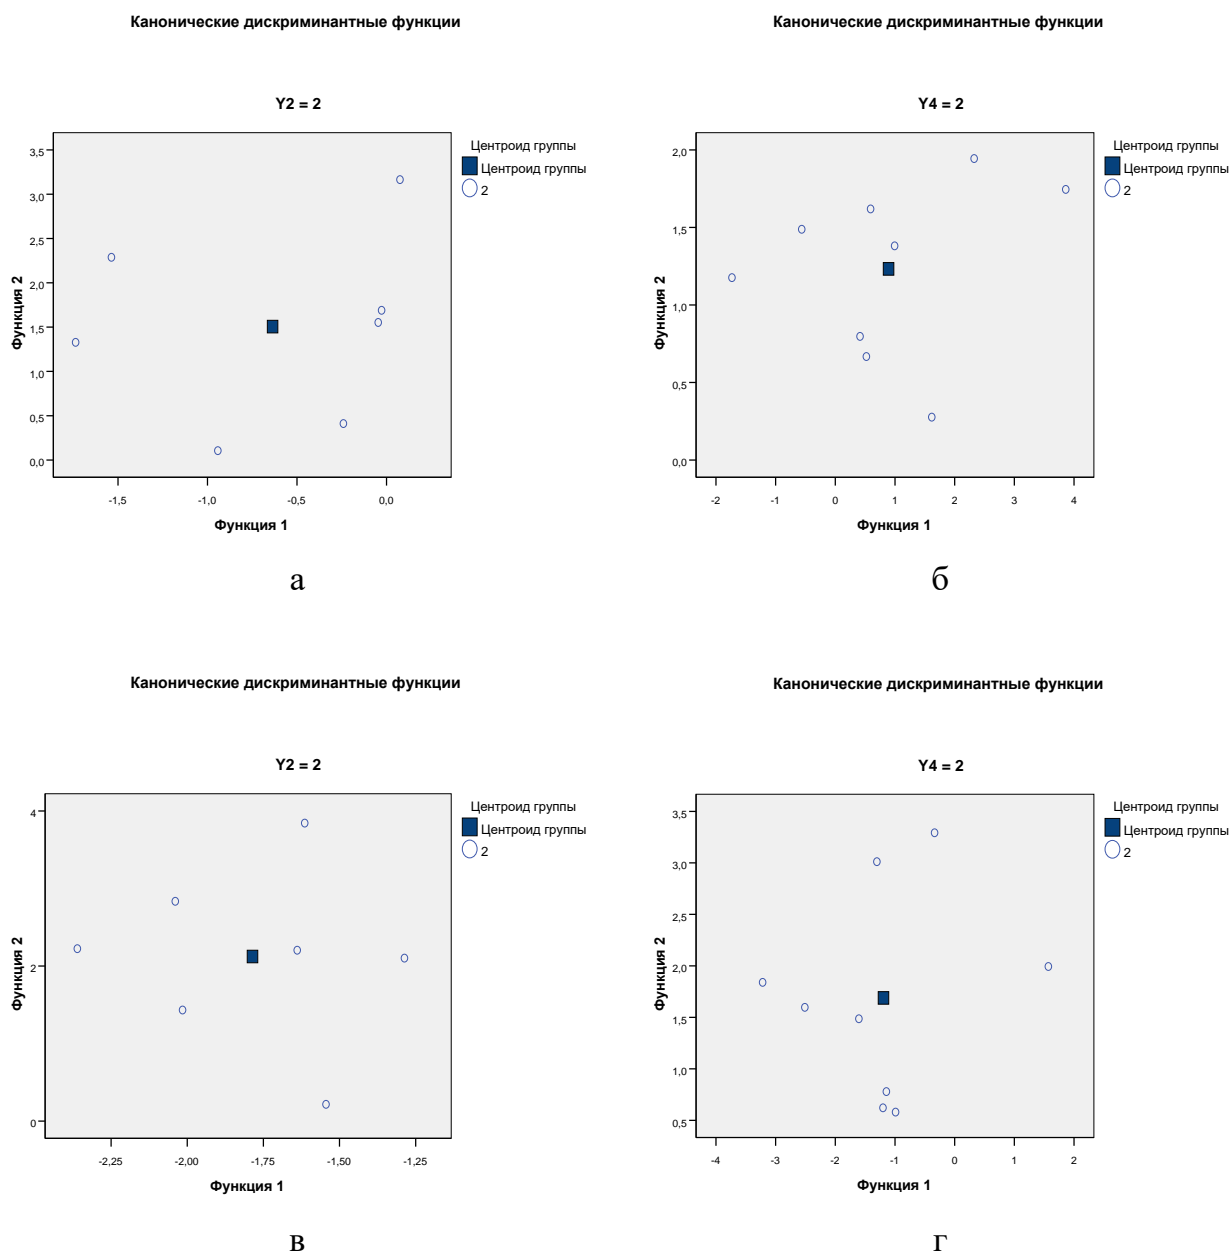 Канонические дискриминантные функции
Y2 = 2
3,5
3,0
2,5
2,0
1,5
1,0
0,5
0,0
Функция 2
-1,5 -1,0 -0,5 0,0
Функция 1
Центроид группы
Центроид группы
2
а
Канонические дискриминантные функции
Y4 = 2
2,0
1,5
1,0
0,5
0,0
Функция 2
-2 -1 0 1 2 3 4
Функция 1
Центроид группы
Центроид группы
2
б
Канонические дискриминантные функции
Y2 = 2
4
2
0
Функция 2
-2,25 -2,00 -1,75 -1,50 -1,25
Функция 1
Центроид группы
Центроид группы
2
в
Канонические дискриминантные функции
Y4 = 2
3,5
3,0
2,5
2,0
1,5
1,0
0,5
Функция 2
-4 -3 -2 -1 0 1 2
Функция 1
Центроид группы
Центроид группы
2
г